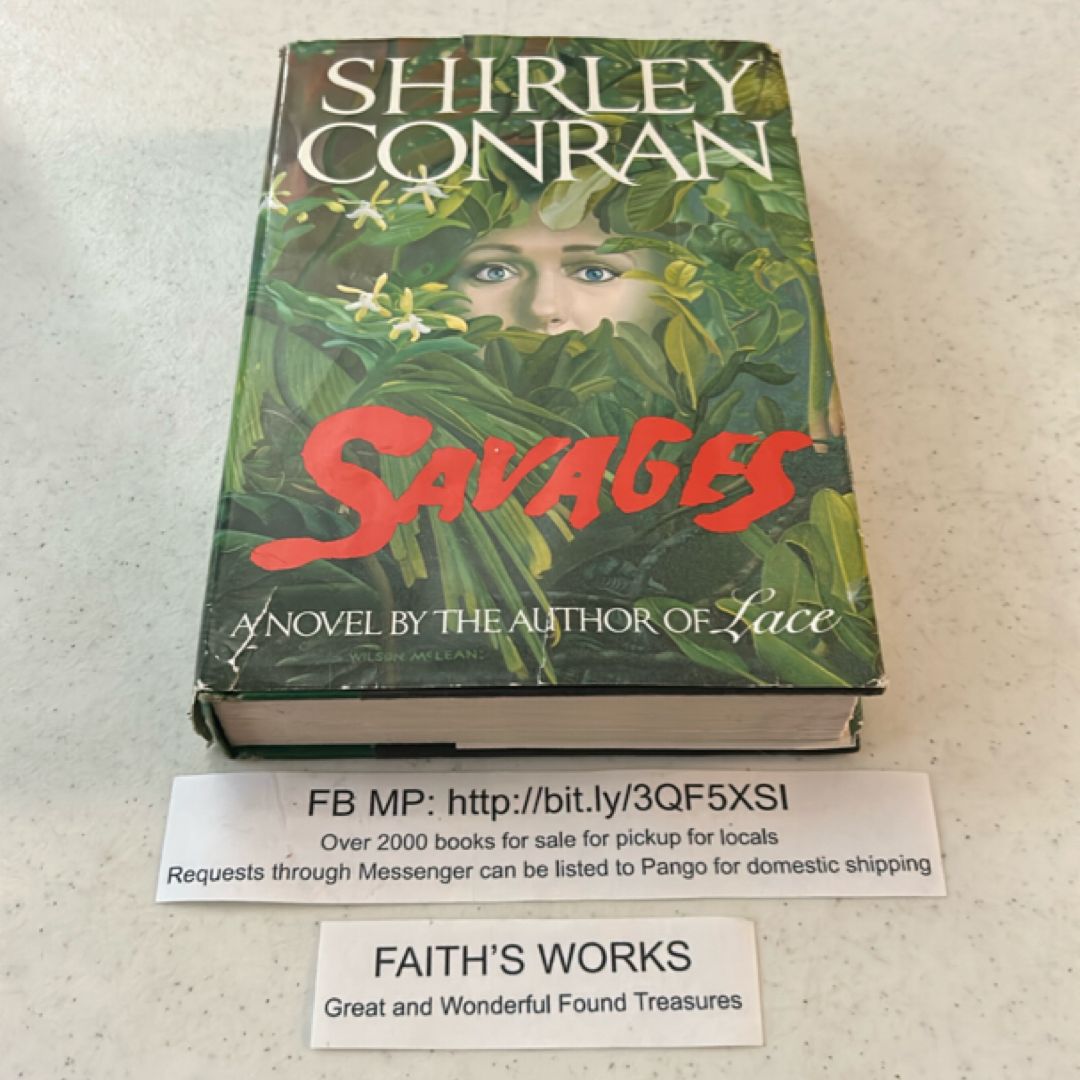 SHIRLEY
CONRAN
SAVAGES
A NOVEL BY THE AUTHOR OF Lace
WILSON McLEAN:
FB MP: http://bit.ly/3QF5XSI
Over 2000 books for sale for pickup for locals
Requests through Messenger can be listed to Pango for domestic shipping
FAITH'S WORKS
Great and Wonderful Found Treasures